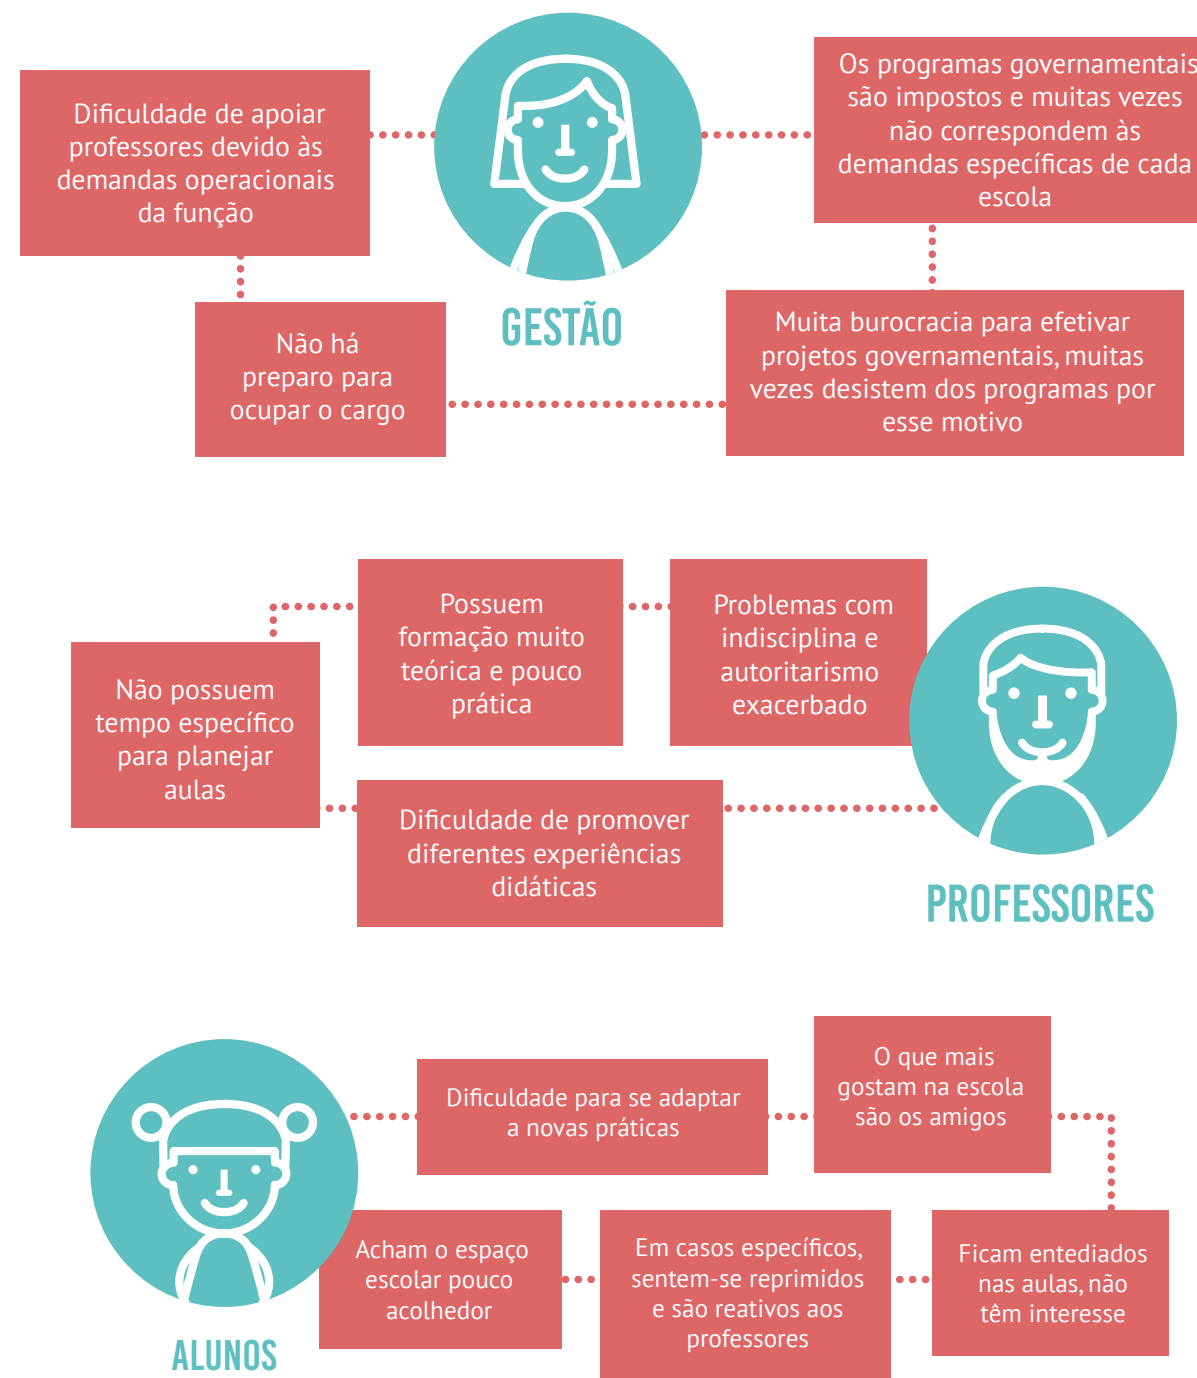 Dificuldade de apoiar
professores devido às
demandas operacionais
da função
Os programas governamentais
são impostos e muitas vezes
não correspondem às
demandas específicas de cada
escola
GESTÃO
Não há
preparo para
ocupar o cargo
Muita burocracia para efetivar
projetos governamentais, muitas
vezes desistem dos programas por
esse motivo
Possuem
formação muito
teórica e pouco
prática
Problemas com
indisciplina e
autoritarismo
exacerbado
Não possuem
tempo específico
para planejar
aulas
Dificuldade de promover
diferentes experiências
didáticas
PROFESSORES
Dificuldade para se adaptar
a novas práticas
O que mais
gostam na escola
são os amigos
Acham o espaço
escolar pouco
acolhedor
Em casos específicos,
sentem-se reprimidos
e são reativos aos
professores
Ficam entediados
nas aulas, não
têm interesse
ALUNOS